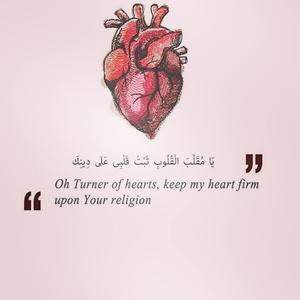 يَا مُقَلِّبَ الْقُلُوبِ ثَبِّتْ قَلْبِي عَلَى دِينِكَ
”
“
Oh Turner of hearts, keep my heart firm
upon Your religion